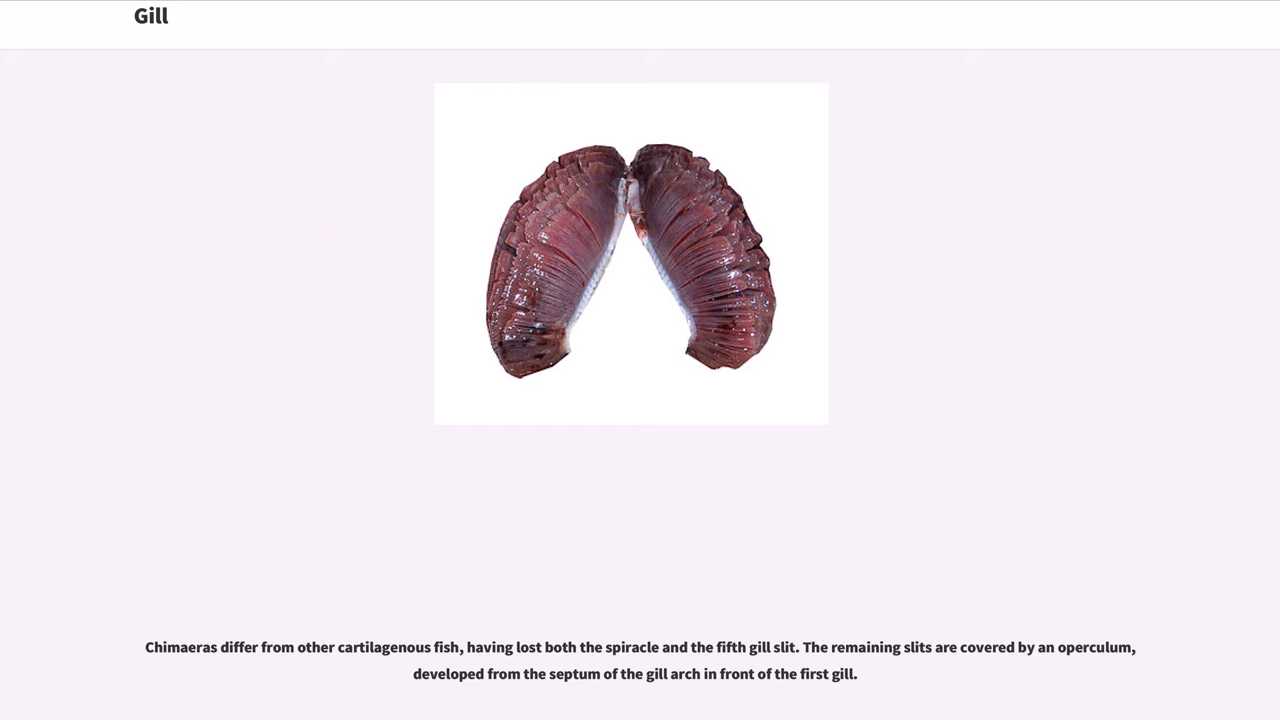 Gill
Chimaeras differ from other cartilagenous fish, having lost both the spiracle and the fifth gill slit. The remaining slits are covered by an operculum,
developed from the septum of the gill arch in front of the first gill.